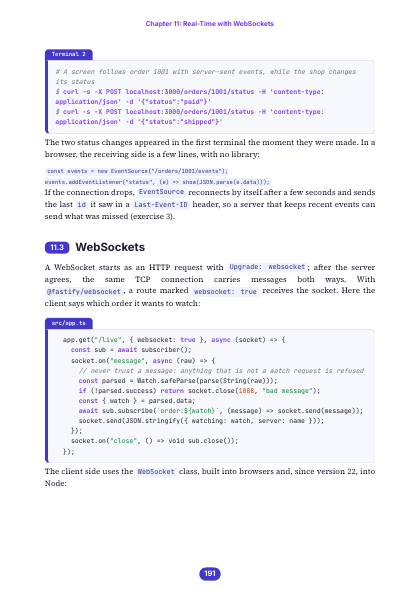 Chapter 11: Real-Time with WebSockets
Terminal 2
# A screen follows order 1001 with server-sent events, while the shop changes
its status
$ curl -s -X POST localhost:3000/orders/1001/status -H 'content-type:
application/json' -d '{"status":"paid"}'
$ curl -s -X POST localhost:3000/orders/1001/status -H 'content-type:
application/json' -d '{"status":"shipped"}'
The two status changes appeared in the first terminal the moment they were made. In a
browser, the receiving side is a few lines, with no library:
const events = new EventSource("/orders/1001/events");
events.addEventListener("status", (e) => show(JSON.parse(e.data)));
If the connection drops, EventSource reconnects by itself after a few seconds and sends
the last id it saw in a Last-Event-ID header, so a server that keeps recent events can
send what was missed (exercise 3).
11.3 WebSockets
A WebSocket starts as an HTTP request with Upgrade: websocket; after the server
agrees, the same TCP connection carries messages both ways. With
@fastify/websocket, a route marked websocket: true receives the socket. Here the
client says which order it wants to watch:
src/app.ts
app.get("/live", { websocket: true }, async (socket) => {
const sub = await subscriber();
socket.on("message", async (raw) => {
// never trust a message: anything that is not a watch request is refused
const parsed = Watch.safeParse(parse(String(raw)));
if (!parsed.success) return socket.close(1008, "bad message");
const { watch } = parsed.data;
await sub.subscribe(`order:${watch}`, (message) => socket.send(message));
socket.send(JSON.stringify({ watching: watch, server: name }));
});
socket.on("close", () => void sub.close());
});
The client side uses the WebSocket class, built into browsers and, since version 22, into
Node:
191